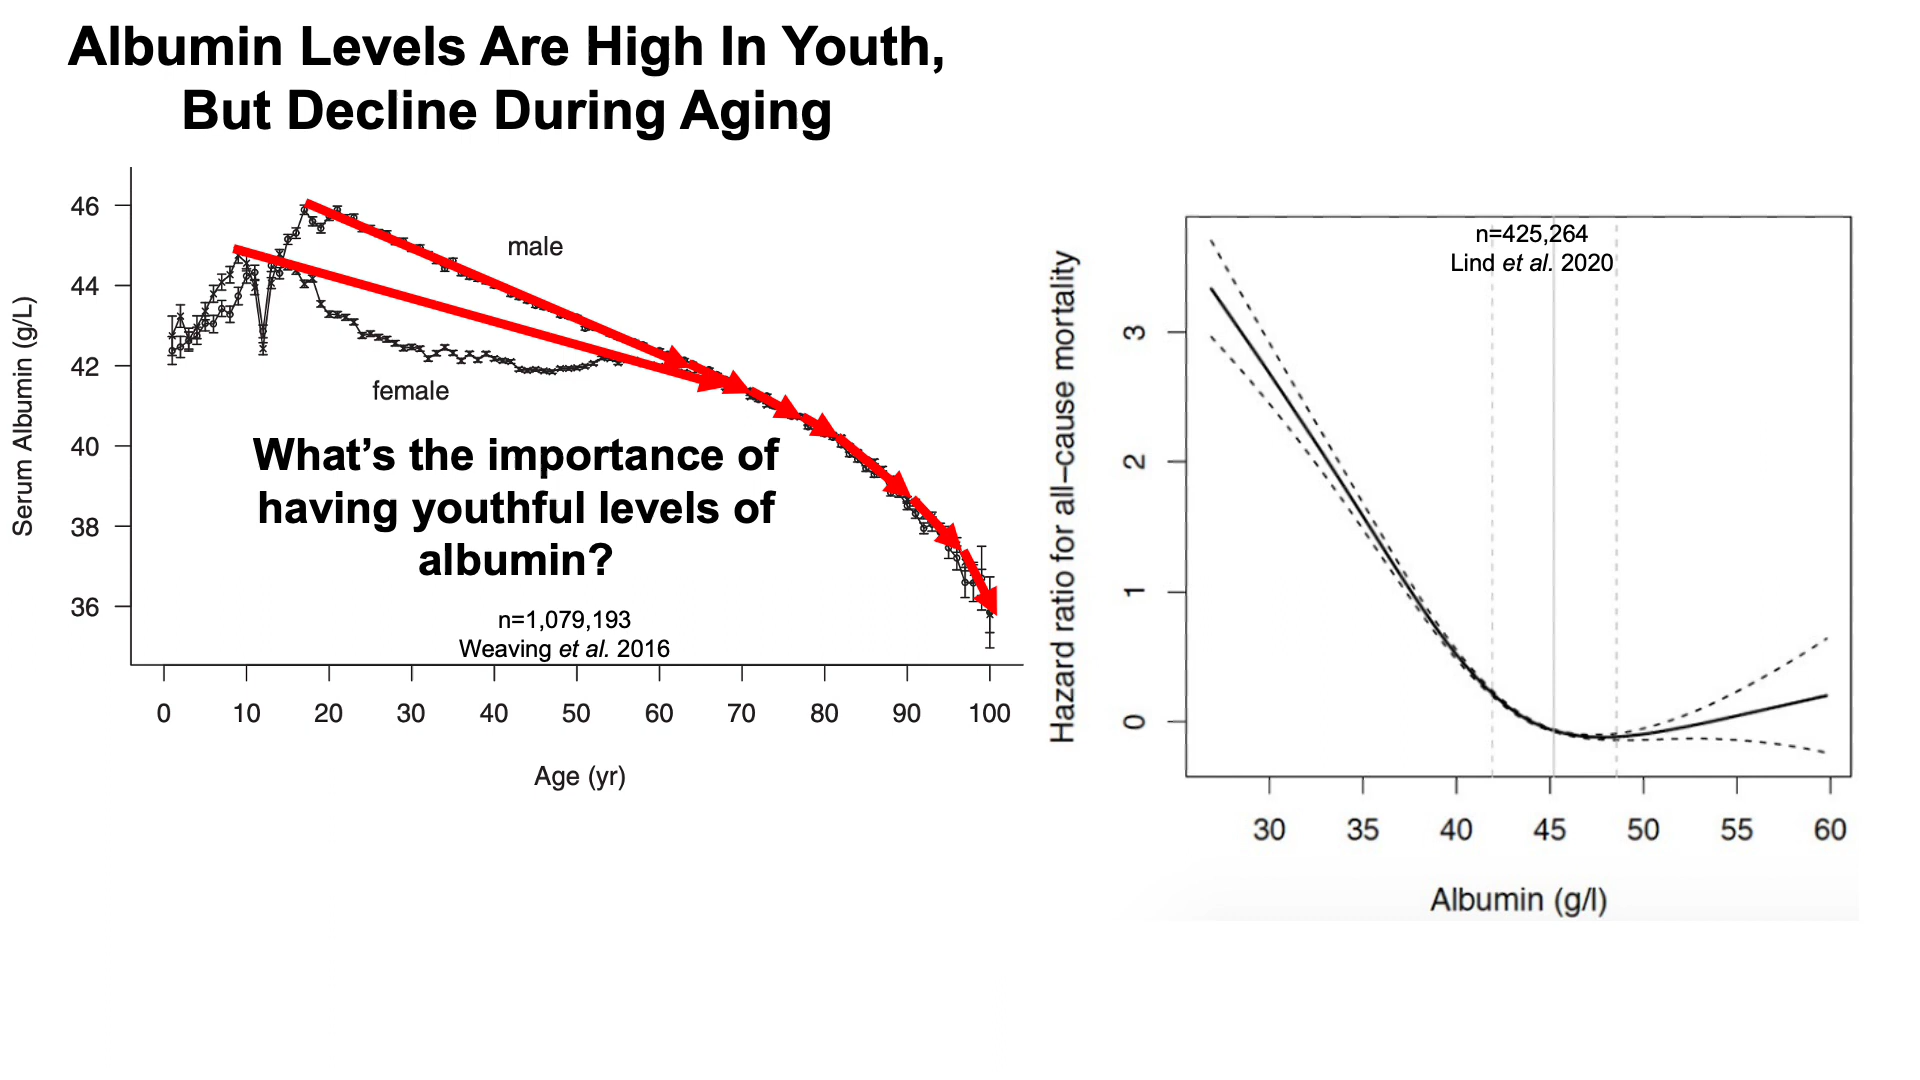 Albumin Levels Are High In Youth,
But Decline During Aging
Serum Albumin (g/L)
46
44
42
40
38
36
male
female
What’s the importance of
having youthful levels of
albumin?
n=1,079,193
Weaving et al. 2016
0 10 20 30 40 50 60 70 80 90 100
Age (yr)
Hazard ratio for all–cause mortality
3
2
1
0
n=425,264
Lind et al. 2020
30 35 40 45 50 55 60
Albumin (g/l)